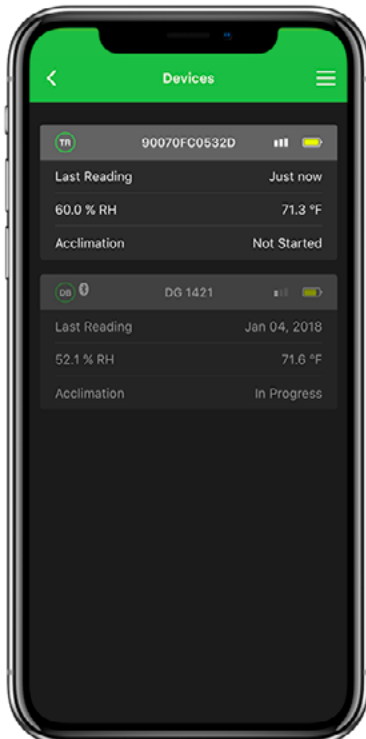 Devices
TR 90070FC0532D
Last Reading Just now
60.0 % RH 71.3 °F
Acclimation Not Started
DB DG 1421
Last Reading Jan 04, 2018
52.1 % RH 71.6 °F
Acclimation In Progress